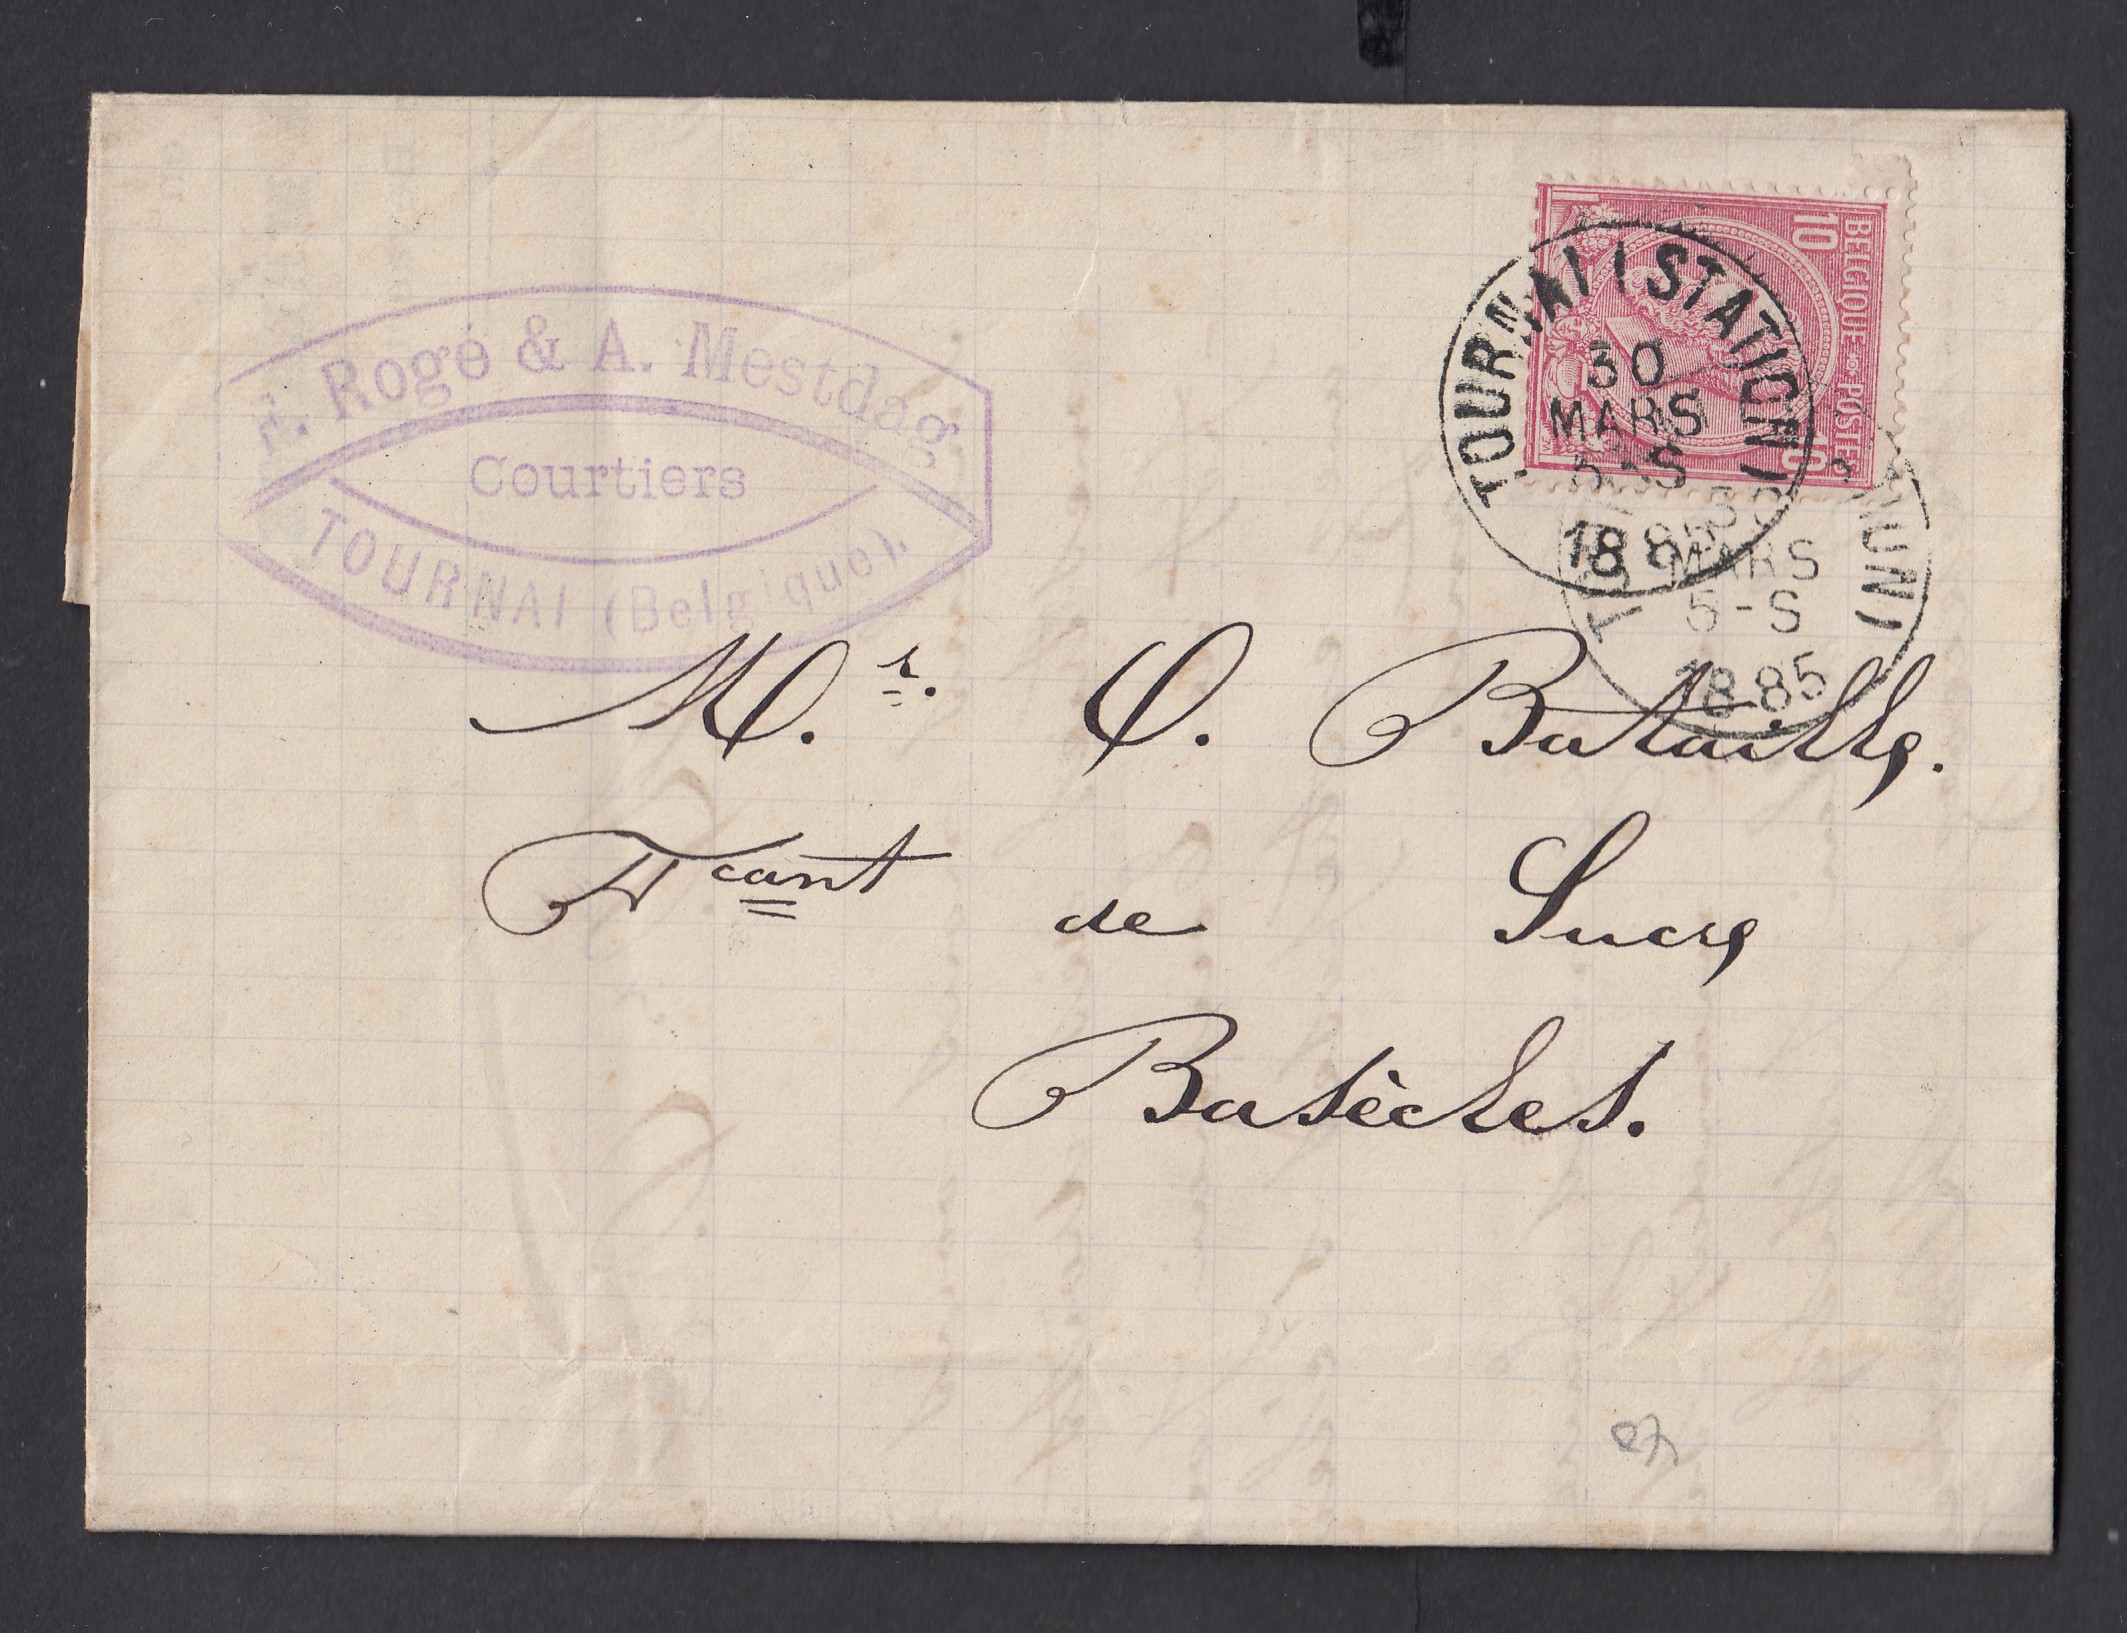 Rogé & A. Mestdag
Courtiers
TOURNAI (Belgique).
BELGIQUE POSTES
10 10
TOURNAI (STATION)
30
MARS
5-S
1885
30
MARS
5-S
1885
Mr. O. Bataille.
Fcant de Sucre
Basècles.